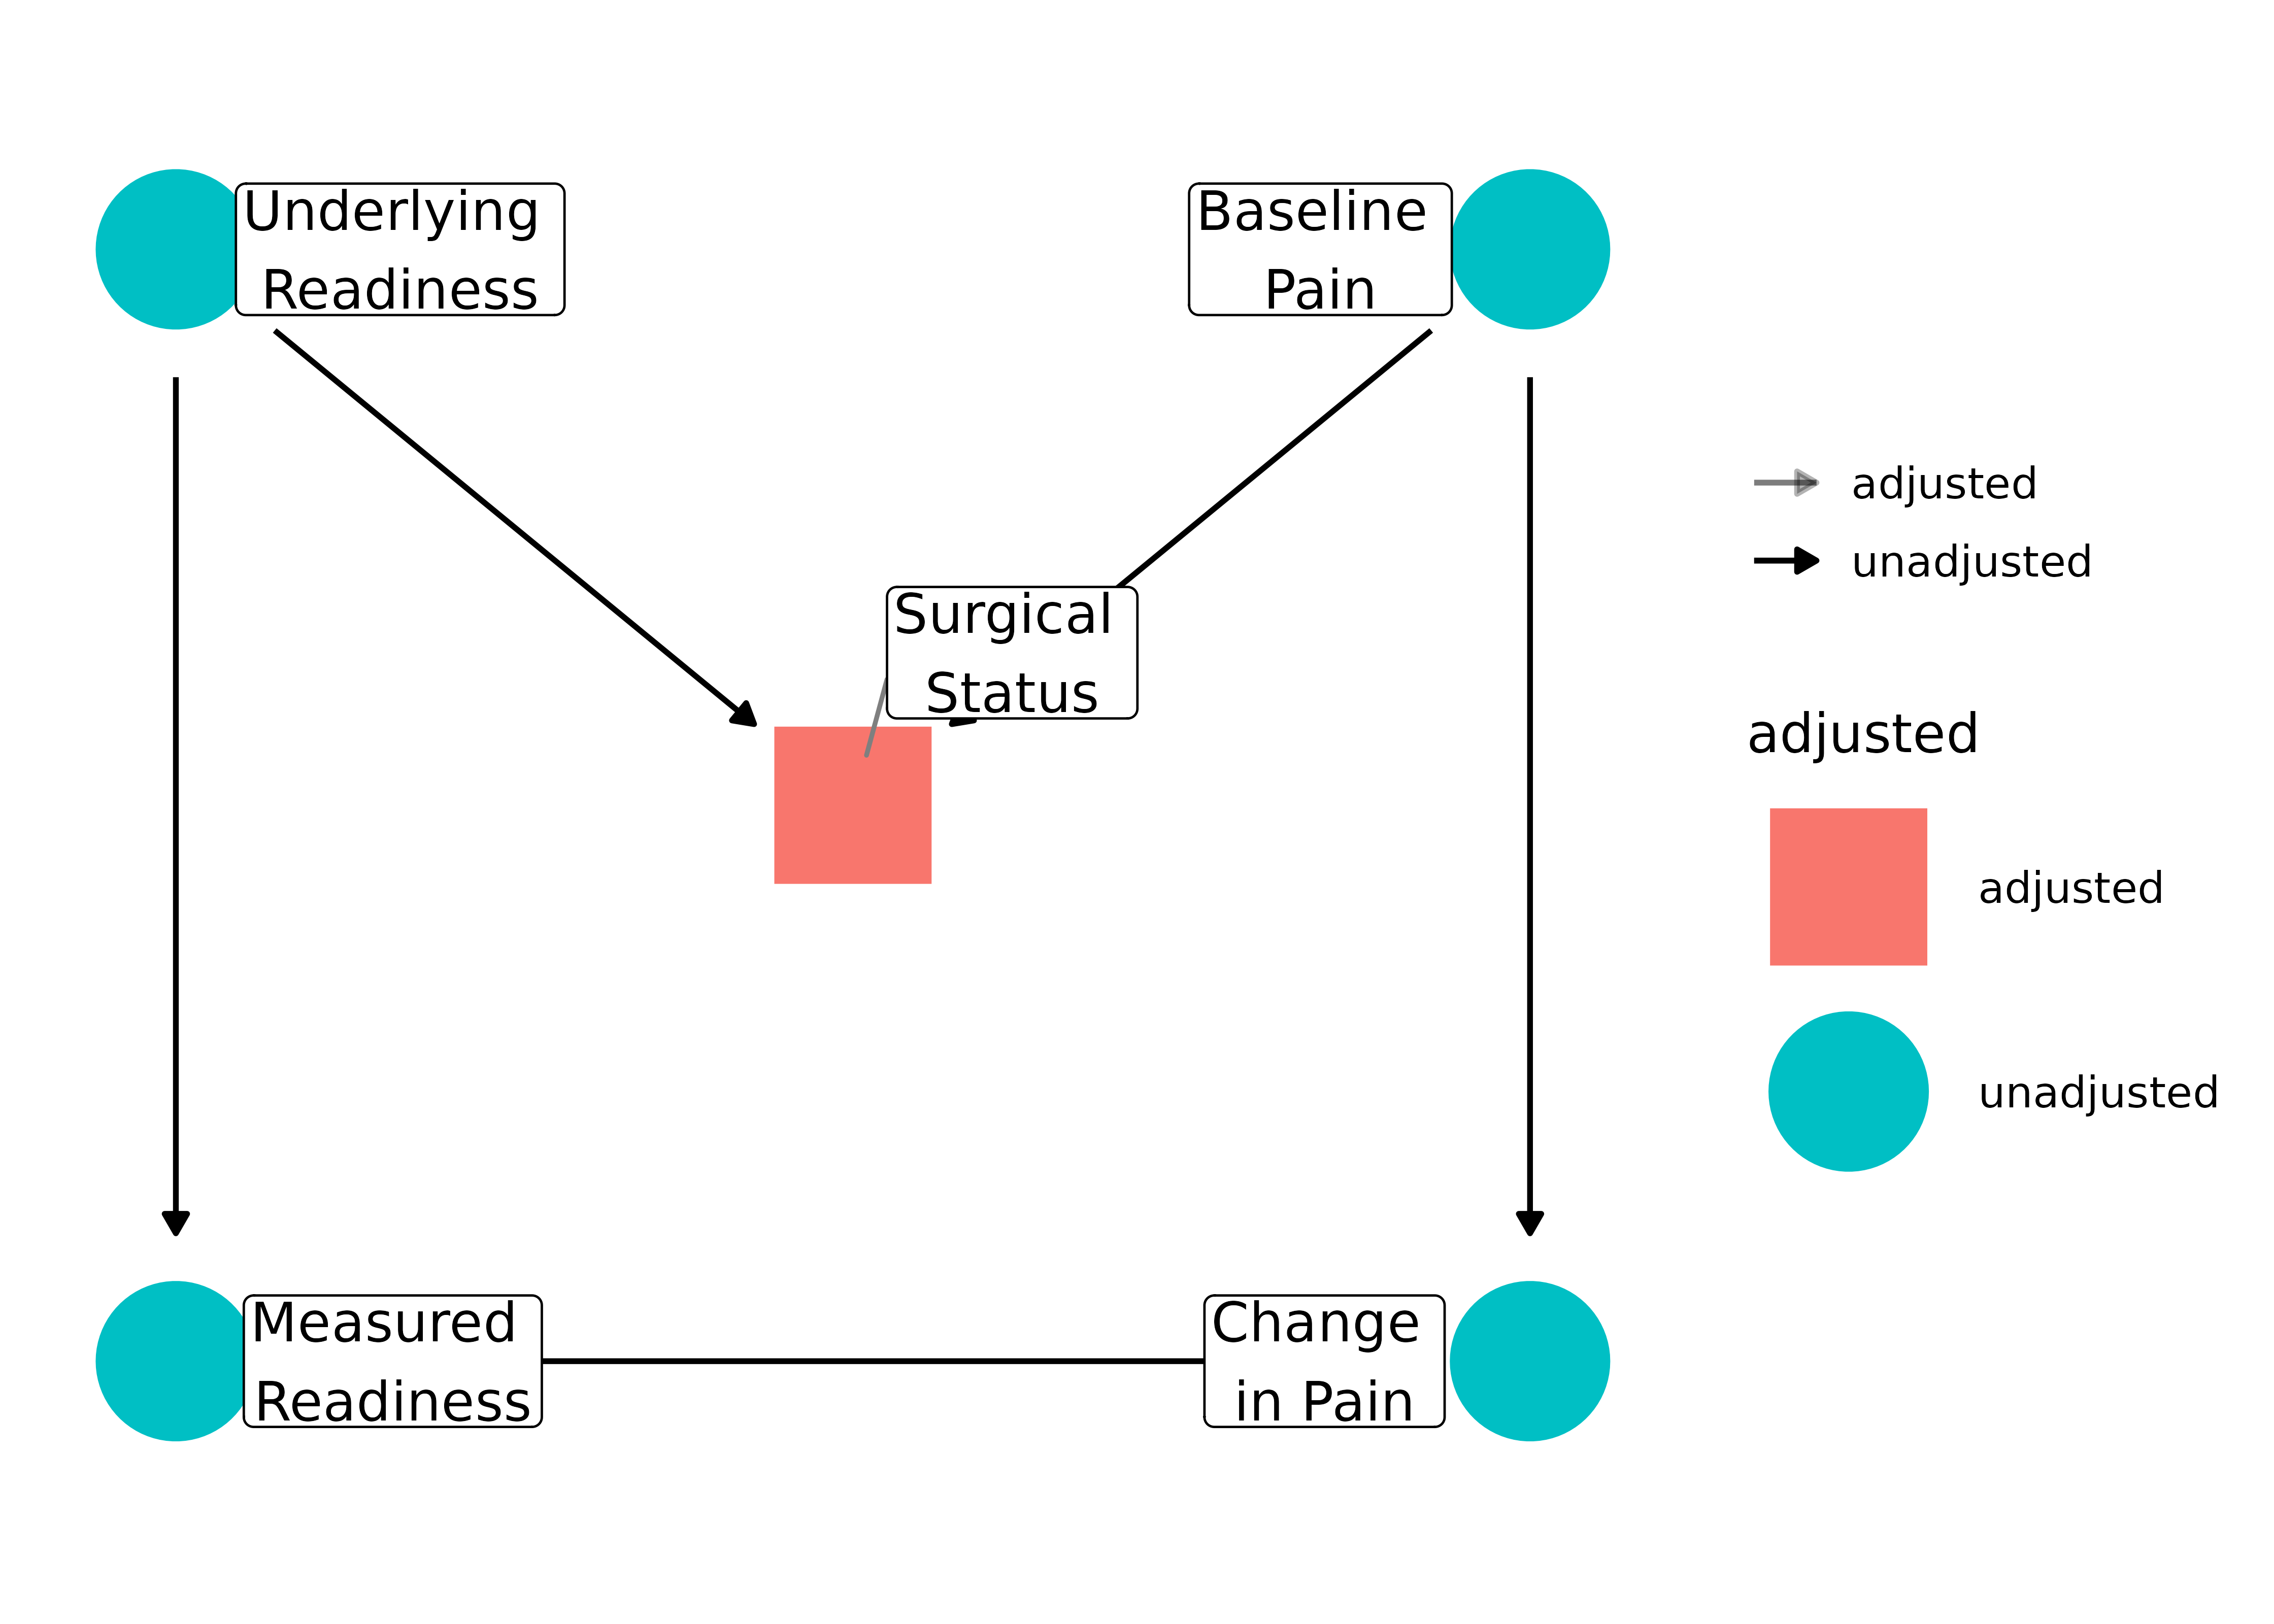 Underlying
Readiness
Baseline
Pain
Surgical
Status
Measured
Readiness
Change
in Pain
adjusted
unadjusted
adjusted
adjusted
unadjusted